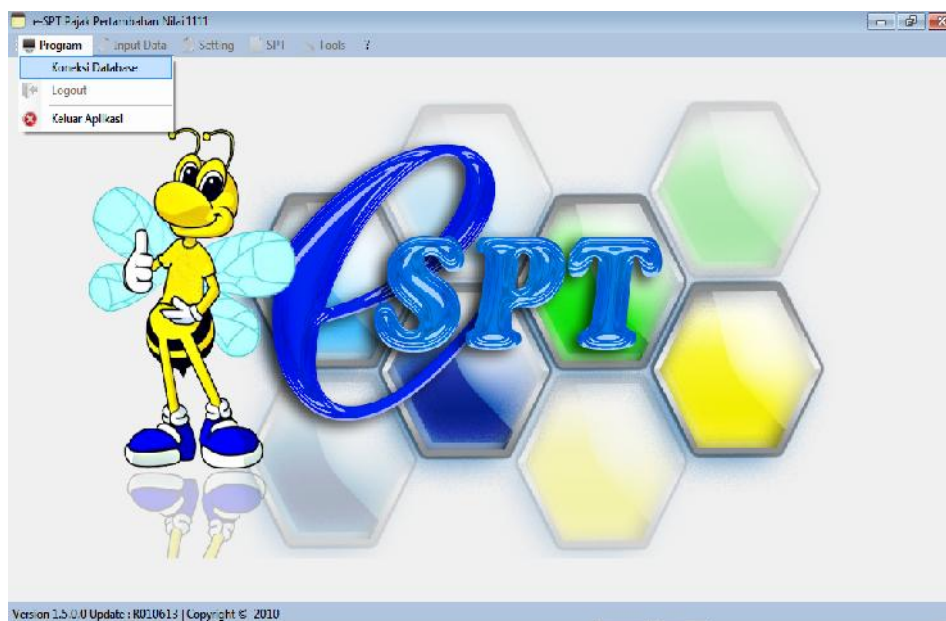 e-SPT Pajak Pertambahan Nilai 1111
Program Input Data Setting SPT Tools ?
Koneksi Database
Logout
Keluar Aplikasi
e SPT
Version 1.5.0.0 Update : R010613 | Copyright © 2010